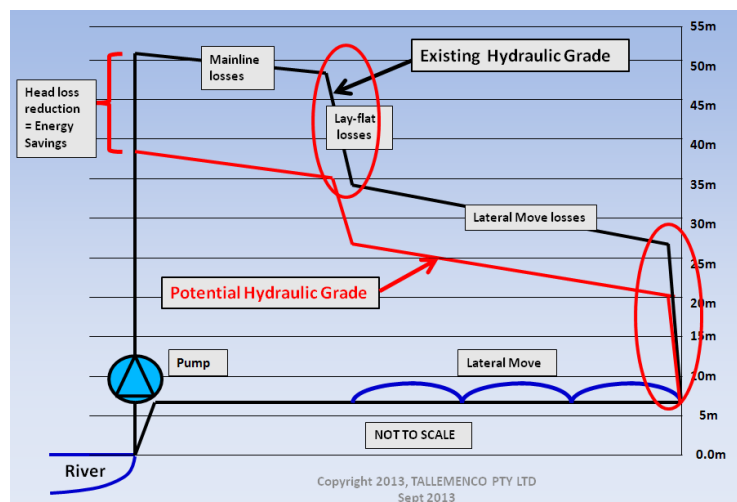 55m
Mainline
losses
Existing Hydraulic Grade
50m
Head loss
reduction
= Energy
Savings
45m
Lay-flat
losses
40m
35m
Lateral Move losses
30m
25m
Potential Hydraulic Grade
20m
15m
Pump
Lateral Move
10m
5m
NOT TO SCALE
0.0m
River
Copyright 2013, TALLEMENCO PTY LTD
Sept 2013